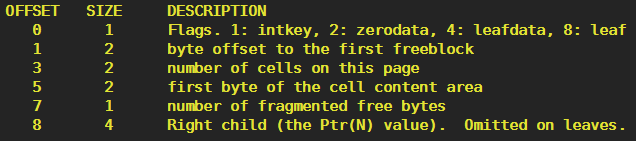 OFFSET SIZE DESCRIPTION
0 1 Flags. 1: intkey, 2: zerodata, 4: leafdata, 8: leaf
1 2 byte offset to the first freeblock
3 2 number of cells on this page
5 2 first byte of the cell content area
7 1 number of fragmented free bytes
8 4 Right child (the Ptr(N) value). Omitted on leaves.